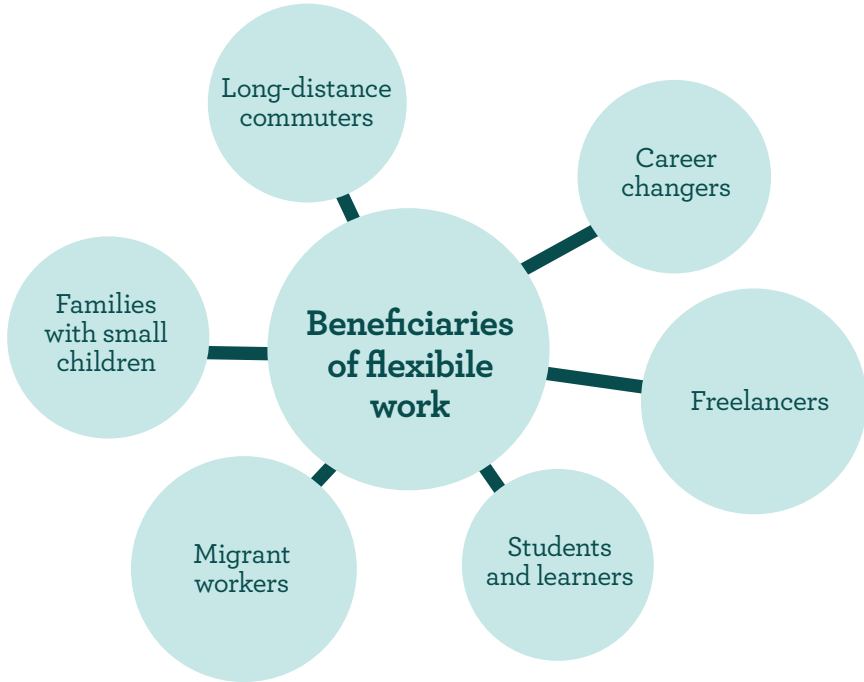 Long-distance
commuters
Career
changers
Families
with small
children
Beneficiaries
of flexibile
work
Freelancers
Migrant
workers
Students
and learners